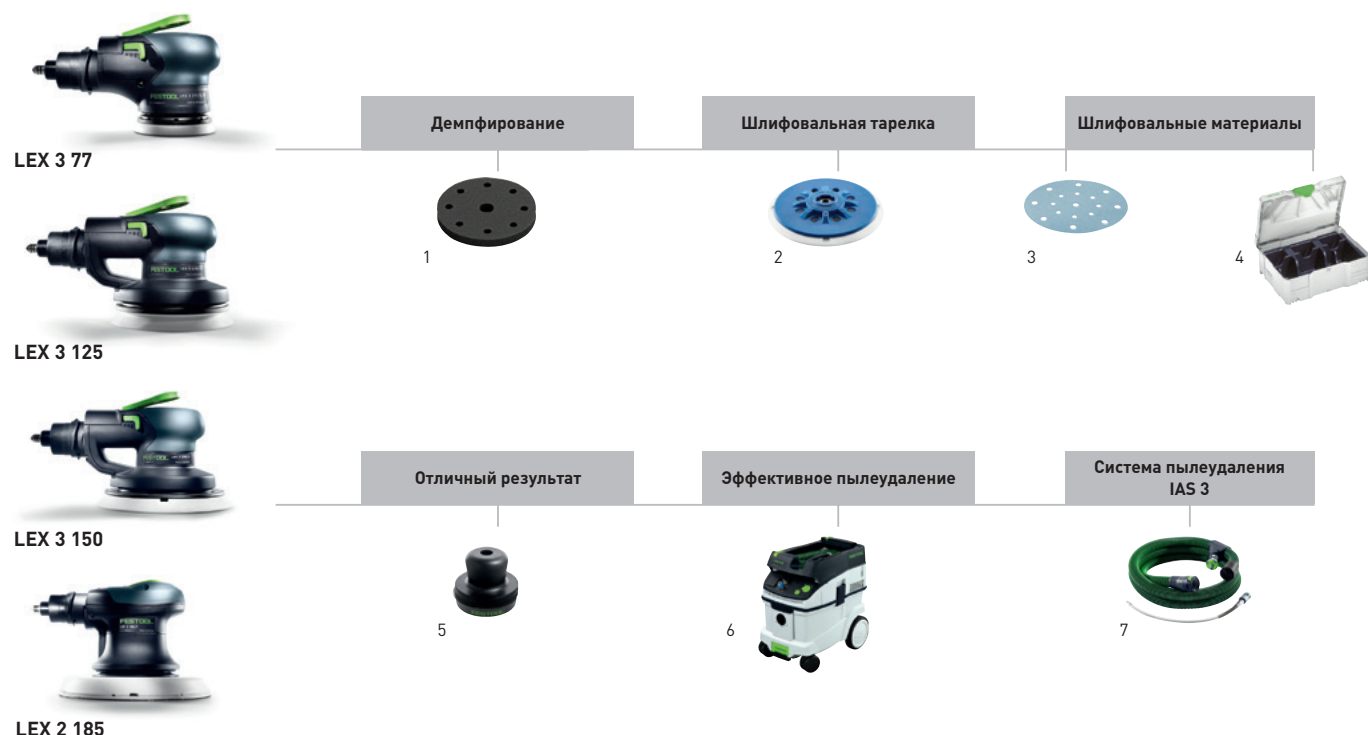 LEX 3 77
Демпфирование
Шлифовальная тарелка
Шлифовальные материалы
1
2
3
4
LEX 3 125
LEX 3 150
Отличный результат
Эффективное пылеудаление
Система пылеудаления
IAS 3
5
6
7
FESTOOL
LEX 2 185